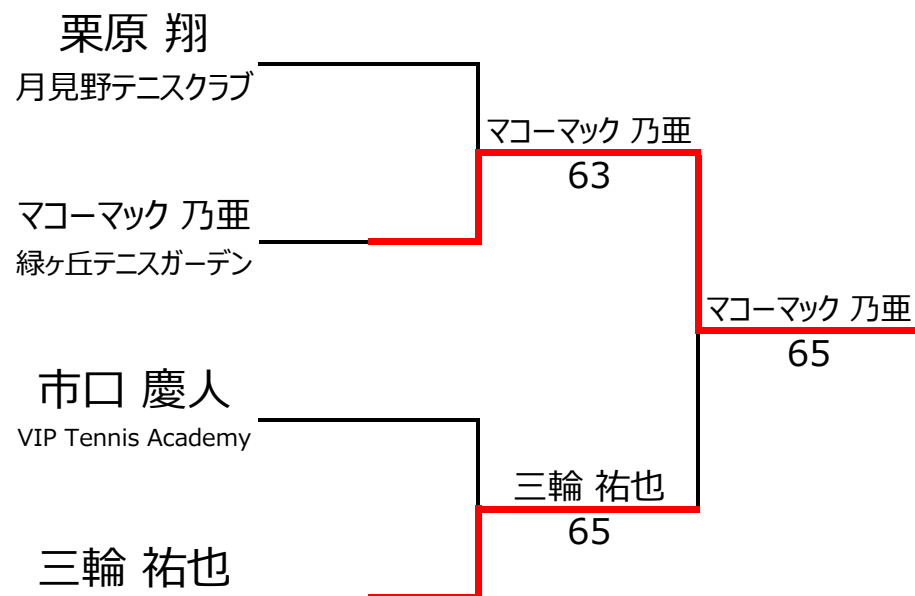 栗原 翔
月見野テニスクラブ
マコーマック 乃亜
63
マコーマック 乃亜
緑ヶ丘テニスガーデン
マコーマック 乃亜
65
市口 慶人
VIP Tennis Academy
三輪 祐也
65
三輪 祐也